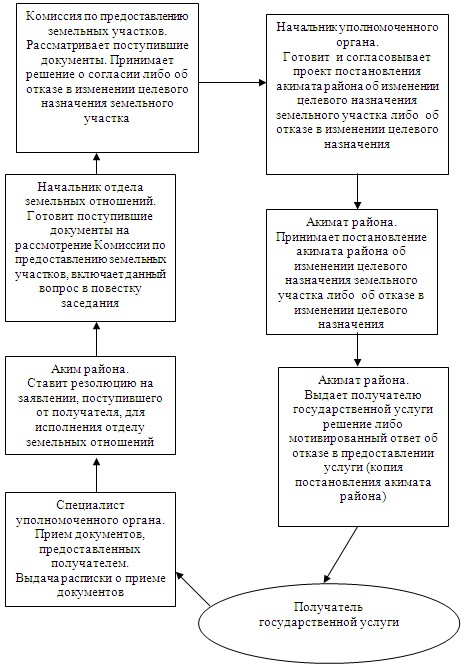 Комиссия по предоставлению
земельных участков.
Рассматривает поступившие
документы. Принимает
решение о согласии либо об
отказе в изменении целевого
назначения земельного
участка
Начальник уполномоченного
органа.
Готовит и согласовывает
проект постановления
акимата района об изменении
целевого назначения
земельного участка либо об
отказе в изменении целевого
назначения
Начальник отдела
земельных отношений.
Готовит поступившие
документы на
рассмотрение Комиссии по
предоставлению земельных
участков, включает данный
вопрос в повестку
заседания
Акимат района.
Принимает постановление
акимата района об
изменении целевого
назначения земельного
участка либо об отказе в
изменении целевого
назначения
Аким района.
Ставит резолюцию на
заявлении, поступившего
от получателя, для
исполнения отделу
земельных отношений
Акимат района.
Выдает получателю
государственной услуги
решение либо
мотивированный ответ об
отказе в предоставлении
услуги (копия
постановления акимата
района)
Специалист
уполномоченного органа.
Прием документов,
предоставленных
получателем.
Выдача расписки о приеме
документов
Получатель
государственной услуги